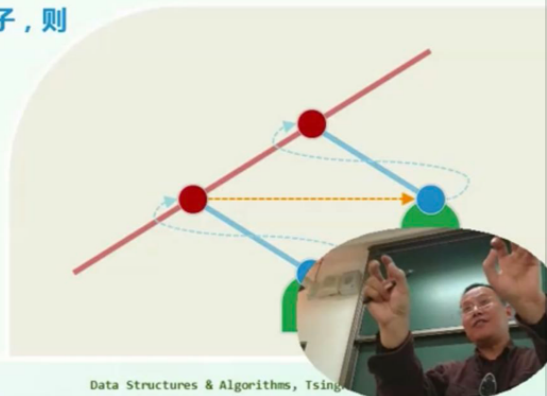 子，则
Data Structures & Algorithms, Tsing